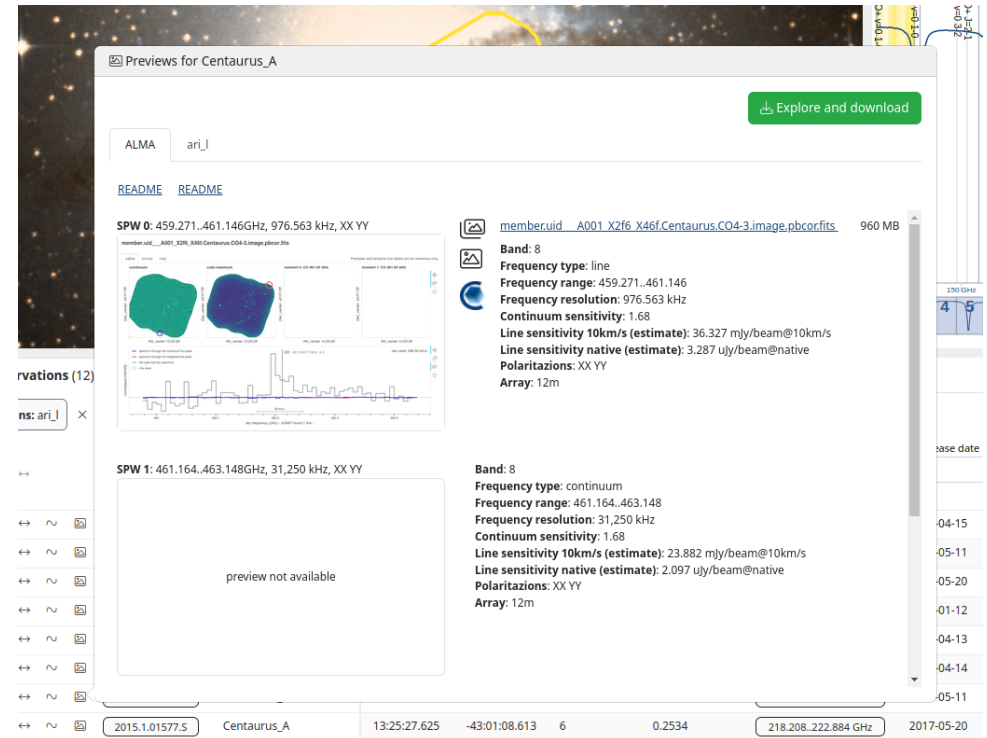 Previews for Centaurus_A
Explore and download
ALMA ari_l
README README
SPW 0: 459.271..461.146GHz, 976.563 kHz, XX YY
member.uid___A001_X2f6_X46f.Centaurus.CO4-3.image.pbcor.fits
member.uid___A001_X2f6_X46f.Centaurus.CO4-3.image.pbcor.fits 960 MB
Band: 8
Frequency type: line
Frequency range: 459.271..461.146
Frequency resolution: 976.563 kHz
Continuum sensitivity: 1.68
Line sensitivity 10km/s (estimate): 36.327 mJy/beam@10km/s
Line sensitivity native (estimate): 3.287 uJy/beam@native
Polaritazions: XX YY
Array: 12m
SPW 1: 461.164..463.148GHz, 31,250 kHz, XX YY
preview not available
Band: 8
Frequency type: continuum
Frequency range: 461.164..463.148
Frequency resolution: 31,250 kHz
Continuum sensitivity: 1.68
Line sensitivity 10km/s (estimate): 23.882 mJy/beam@10km/s
Line sensitivity native (estimate): 2.097 uJy/beam@native
Polaritazions: XX YY
Array: 12m
150 GHz
4 5
rvations (12)
ns: ari_l ×
ease date
-04-15
-05-11
-05-20
-01-12
-04-13
-04-14
-05-11
2015.1.01577.S Centaurus_A 13:25:27.625 -43:01:08.613 6 0.2534 218.208..222.884 GHz 2017-05-20